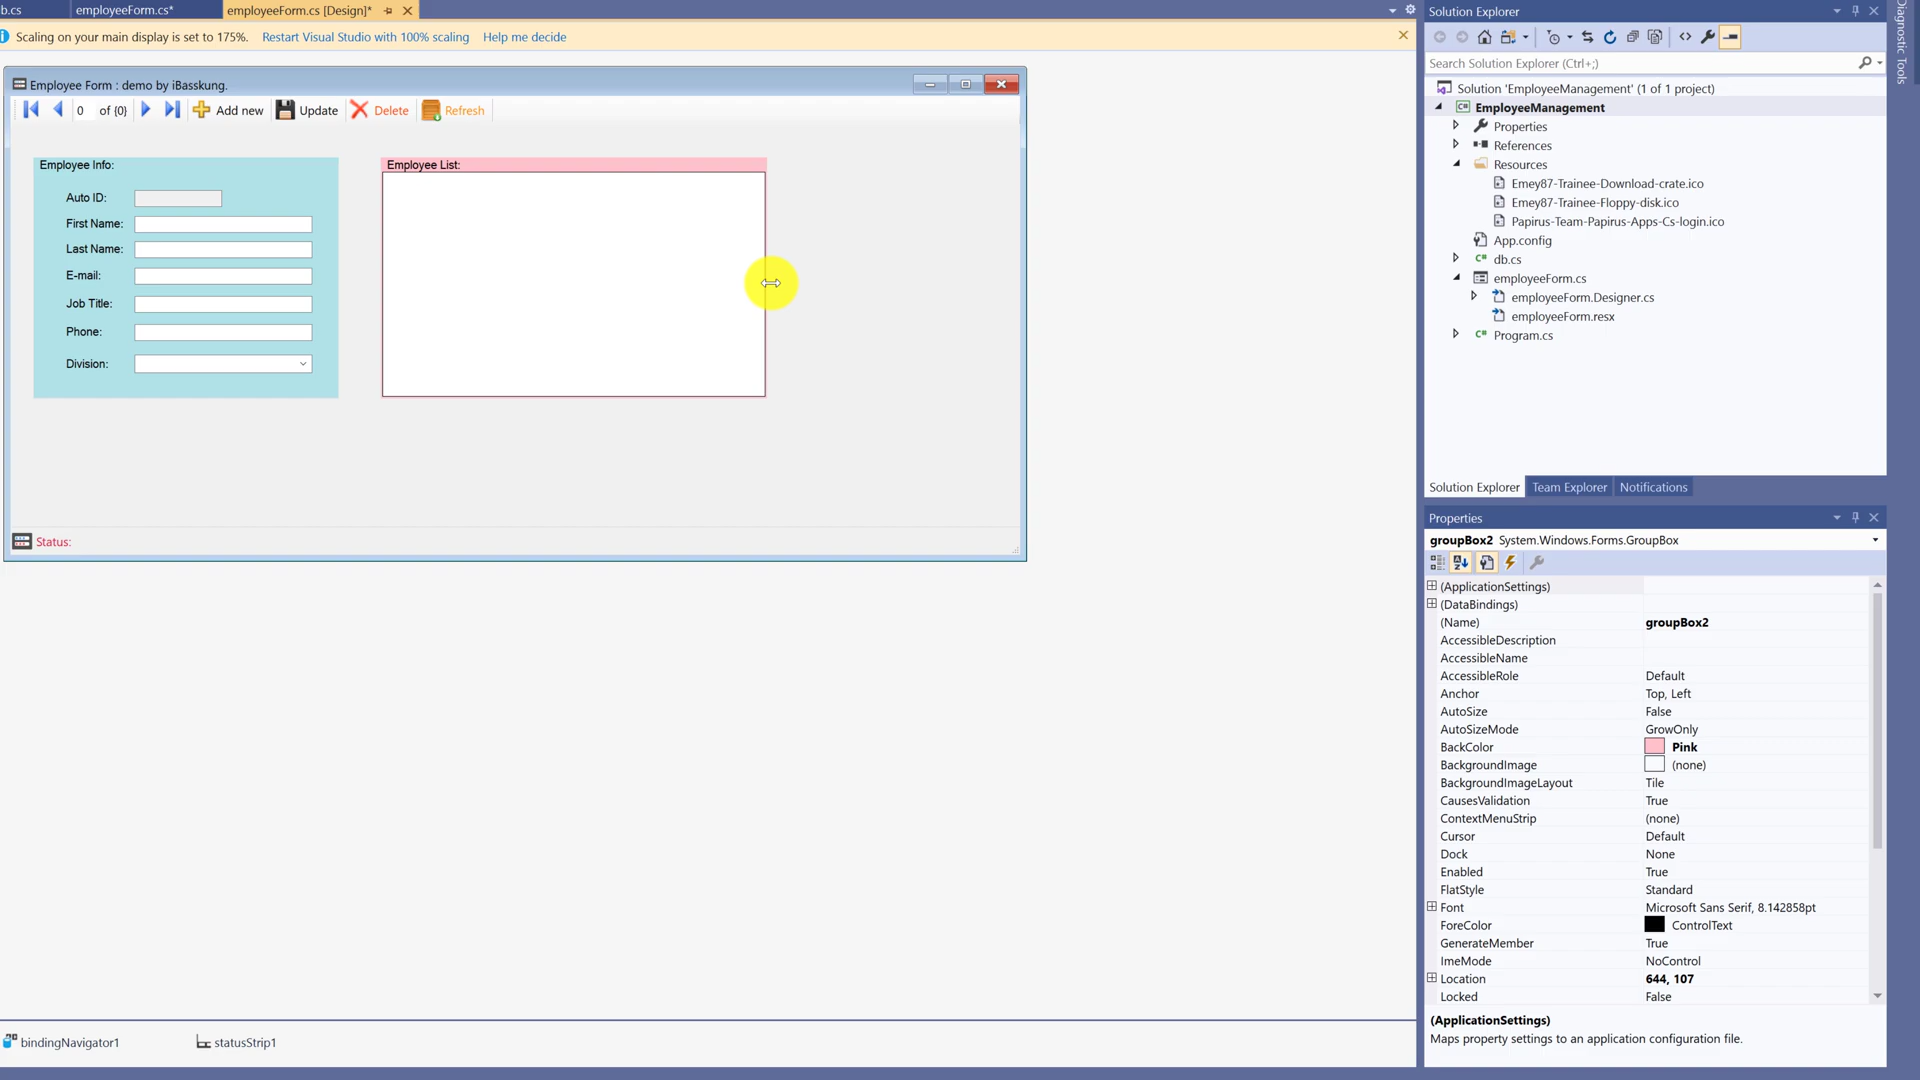 b.cs
employeeForm.cs*
employeeForm.cs [Design]*
Scaling on your main display is set to 175%. Restart Visual Studio with 100% scaling Help me decide
Employee Form : demo by iBasskung.
0 of {0} Add new Update Delete Refresh
Employee Info:
Auto ID:
First Name:
Last Name:
E-mail:
Job Title:
Phone:
Division:
Employee List:
Status:
bindingNavigator1
statusStrip1
Solution Explorer
Search Solution Explorer (Ctrl+;)
Solution 'EmployeeManagement' (1 of 1 project)
C# EmployeeManagement
Properties
References
Resources
Emey87-Trainee-Download-crate.ico
Emey87-Trainee-Floppy-disk.ico
Papirus-Team-Papirus-Apps-Cs-login.ico
App.config
C# db.cs
employeeForm.cs
employeeForm.Designer.cs
employeeForm.resx
C# Program.cs
Solution Explorer Team Explorer Notifications
Properties
groupBox2 System.Windows.Forms.GroupBox
(ApplicationSettings)
(DataBindings)
(Name) groupBox2
AccessibleDescription
AccessibleName
AccessibleRole Default
Anchor Top, Left
AutoSize False
AutoSizeMode GrowOnly
BackColor Pink
BackgroundImage (none)
BackgroundImageLayout Tile
CausesValidation True
ContextMenuStrip (none)
Cursor Default
Dock None
Enabled True
FlatStyle Standard
Font Microsoft Sans Serif, 8.142858pt
ForeColor ControlText
GenerateMember True
ImeMode NoControl
Location 644, 107
Locked False
(ApplicationSettings)
Maps property settings to an application configuration file.
Diagnostic Tools